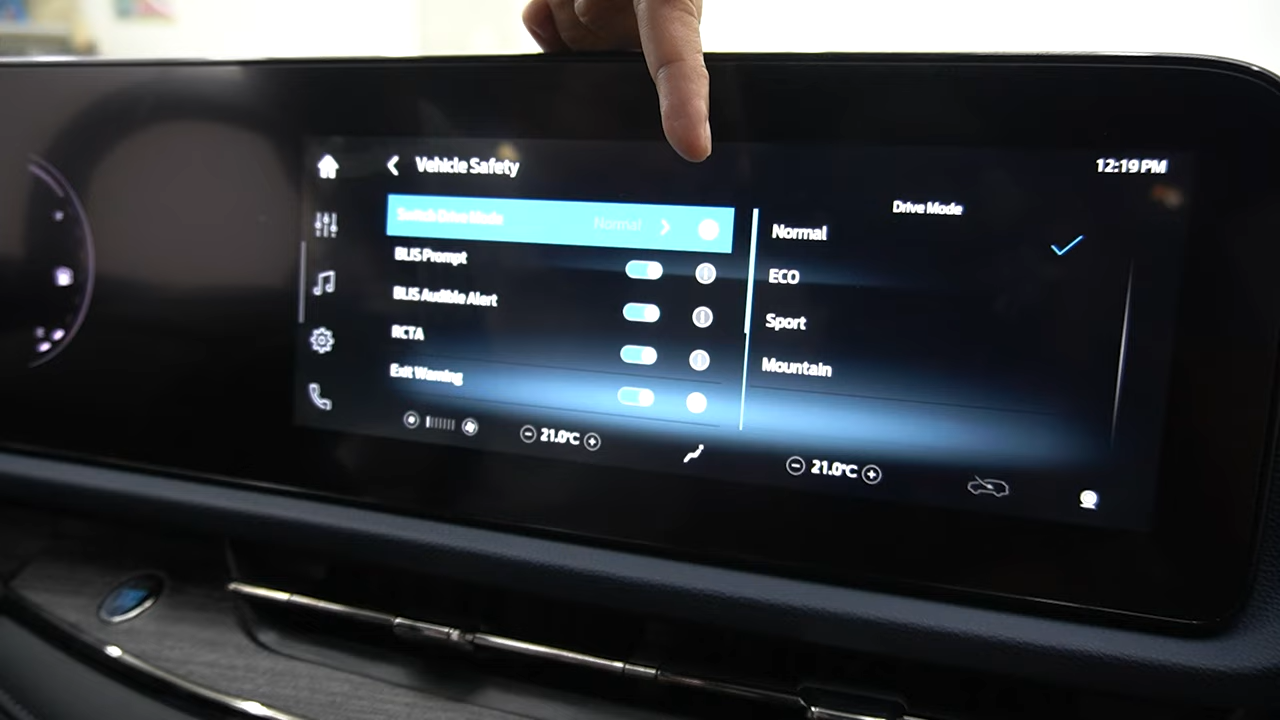 Vehicle Safety
12:19 PM
Switch Drive Mode Normal
BLIS Prompt
BLIS Audible Alert
RCTA
Exit Warning
Drive Mode
Normal
ECO
Sport
Mountain
21.0°C
21.0°C